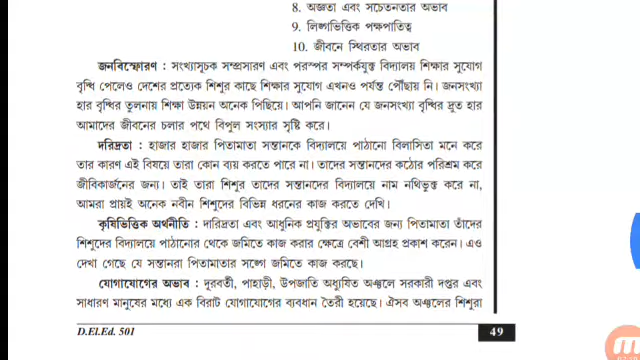 8. অজ্ঞতা এবং সচেতনতার অভাব
9. লিঙ্গভিত্তিক পক্ষপাতিত্ব
10. জীবনে স্থিরতার অভাব
জনবিস্ফোরণ : সংখ্যাসূচক সম্প্রসারণ এবং পরস্পর সম্পর্কযুক্ত বিদ্যালয় শিক্ষার সুযোগ
বৃদ্ধি পেলেও দেশের প্রত্যেক শিশুর কাছে শিক্ষার সুযোগ এখনও পর্যন্ত পৌঁছায় নি। জনসংখ্যা
হার বৃদ্ধির তুলনায় শিক্ষা উন্নয়ন অনেক পিছিয়ে। আপনি জানেন যে জনসংখ্যা বৃদ্ধির দ্রুত হার
আমাদের জীবনের চলার পথে বিপুল সংস্যার সৃষ্টি করে।
দরিদ্রতা : হাজার হাজার পিতামাতা সন্তানকে বিদ্যালয়ে পাঠানো বিলাসিতা মনে করে
তার কারণ এই বিষয়ে তারা কোন ব্যয় করতে পারে না। তাদের সন্তানদের কঠোর পরিশ্রম করে
জীবিকার্জনের জন্য। তাই তারা শিশুর তাদের সন্তানদের বিদ্যালয়ে নাম নথিভুক্ত করে না,
আমরা প্রায়ই অনেক নবীন শিশুদের বিভিন্ন ধরনের কাজ করতে দেখি।
কৃষিভিত্তিক অর্থনীতি : দারিদ্রতা এবং আধুনিক প্রযুক্তির অভাবের জন্য পিতামাতা তাঁদের
শিশুদের বিদ্যালয়ে পাঠানোর থেকে জমিতে কাজ করার ক্ষেত্রে বেশী আগ্রহ প্রকাশ করেন। এও
দেখা গেছে যে সন্তানরা পিতামাতার সঙ্গে জমিতে কাজ করছে।
যোগাযোগের অভাব : দূরবর্তী, পাহাড়ী, উপজাতি অধ্যুষিত অঞ্চলে সরকারী দপ্তর এবং
সাধারণ মানুষের মধ্যে এক বিরাট যোগাযোগের ব্যবধান তৈরী হয়েছে। ঐসব অঞ্চলের শিশুরা
D.El.Ed. 501
49